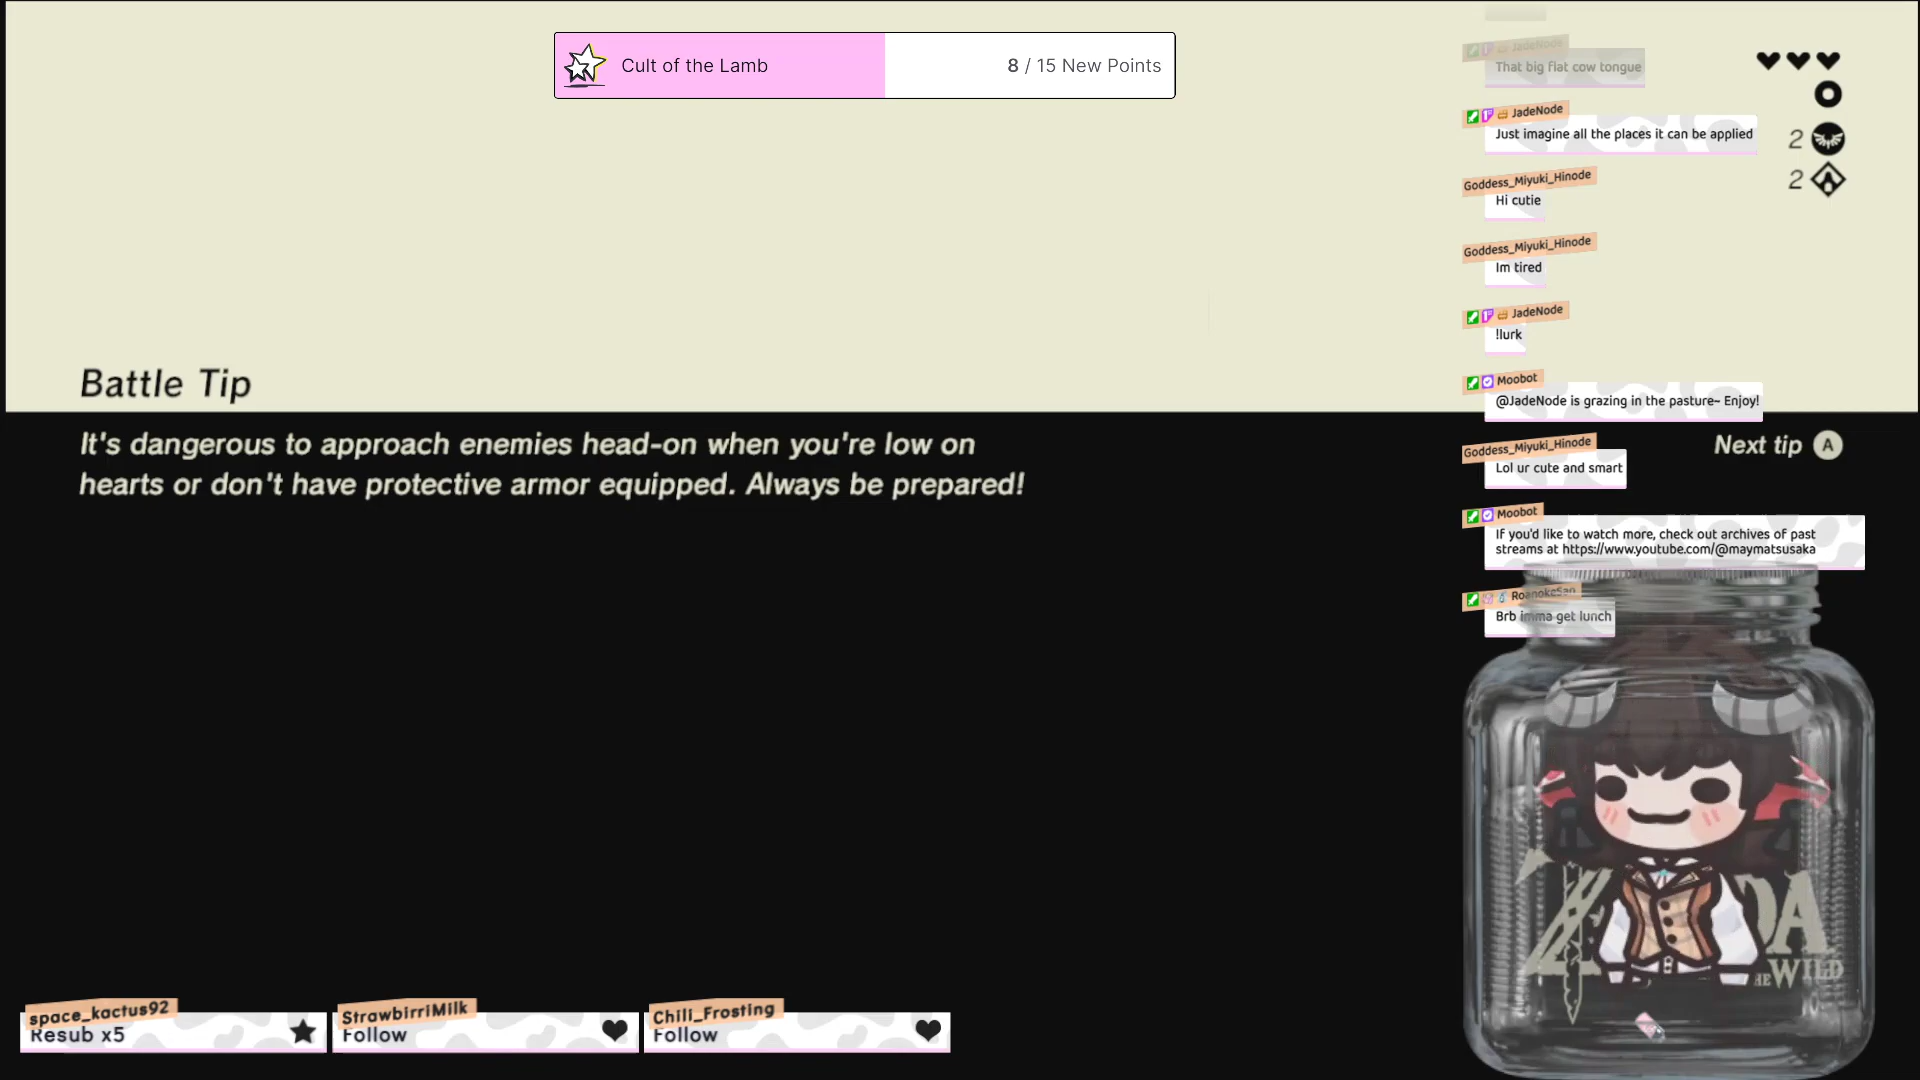 Cult of the Lamb
8 / 15 New Points
JadeNode
That big flat cow tongue
JadeNode
Just imagine all the places it can be applied
Goddess_Miyuki_Hinode
Hi cutie
Goddess_Miyuki_Hinode
Im tired
JadeNode
!lurk
Moobot
@JadeNode is grazing in the pasture~ Enjoy!
Goddess_Miyuki_Hinode
Lol ur cute and smart
Moobot
If you'd like to watch more, check out archives of past
streams at https://www.youtube.com/@maymatsusaka
RoanokeSan
Brb imma get lunch
2
2
Battle Tip
It's dangerous to approach enemies head-on when you're low on
hearts or don't have protective armor equipped. Always be prepared!
Next tip A
THE WILD
space_kactus92
Resub x5
StrawbirriMilk
Follow
Chili_Frosting
Follow